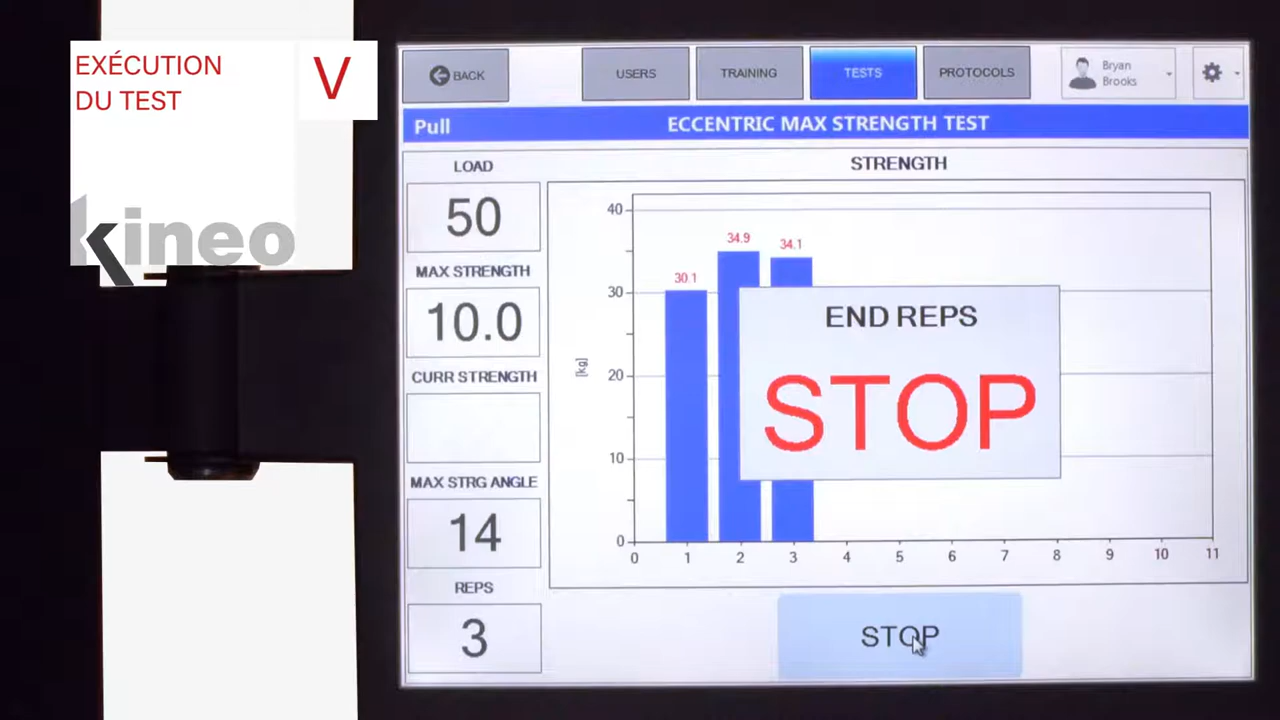 EXÉCUTION
DU TEST
V
kineo
BACK
USERS
TRAINING
TESTS
PROTOCOLS
Bryan
Brooks
Pull
ECCENTRIC MAX STRENGTH TEST
LOAD
50
MAX STRENGTH
10.0
CURR STRENGTH
MAX STRG ANGLE
14
REPS
3
STRENGTH
[kg]
40
30
20
10
0
30.1
34.9
34.1
END REPS
STOP
0 1 2 3 4 5 6 7 8 9 10 11
STOP